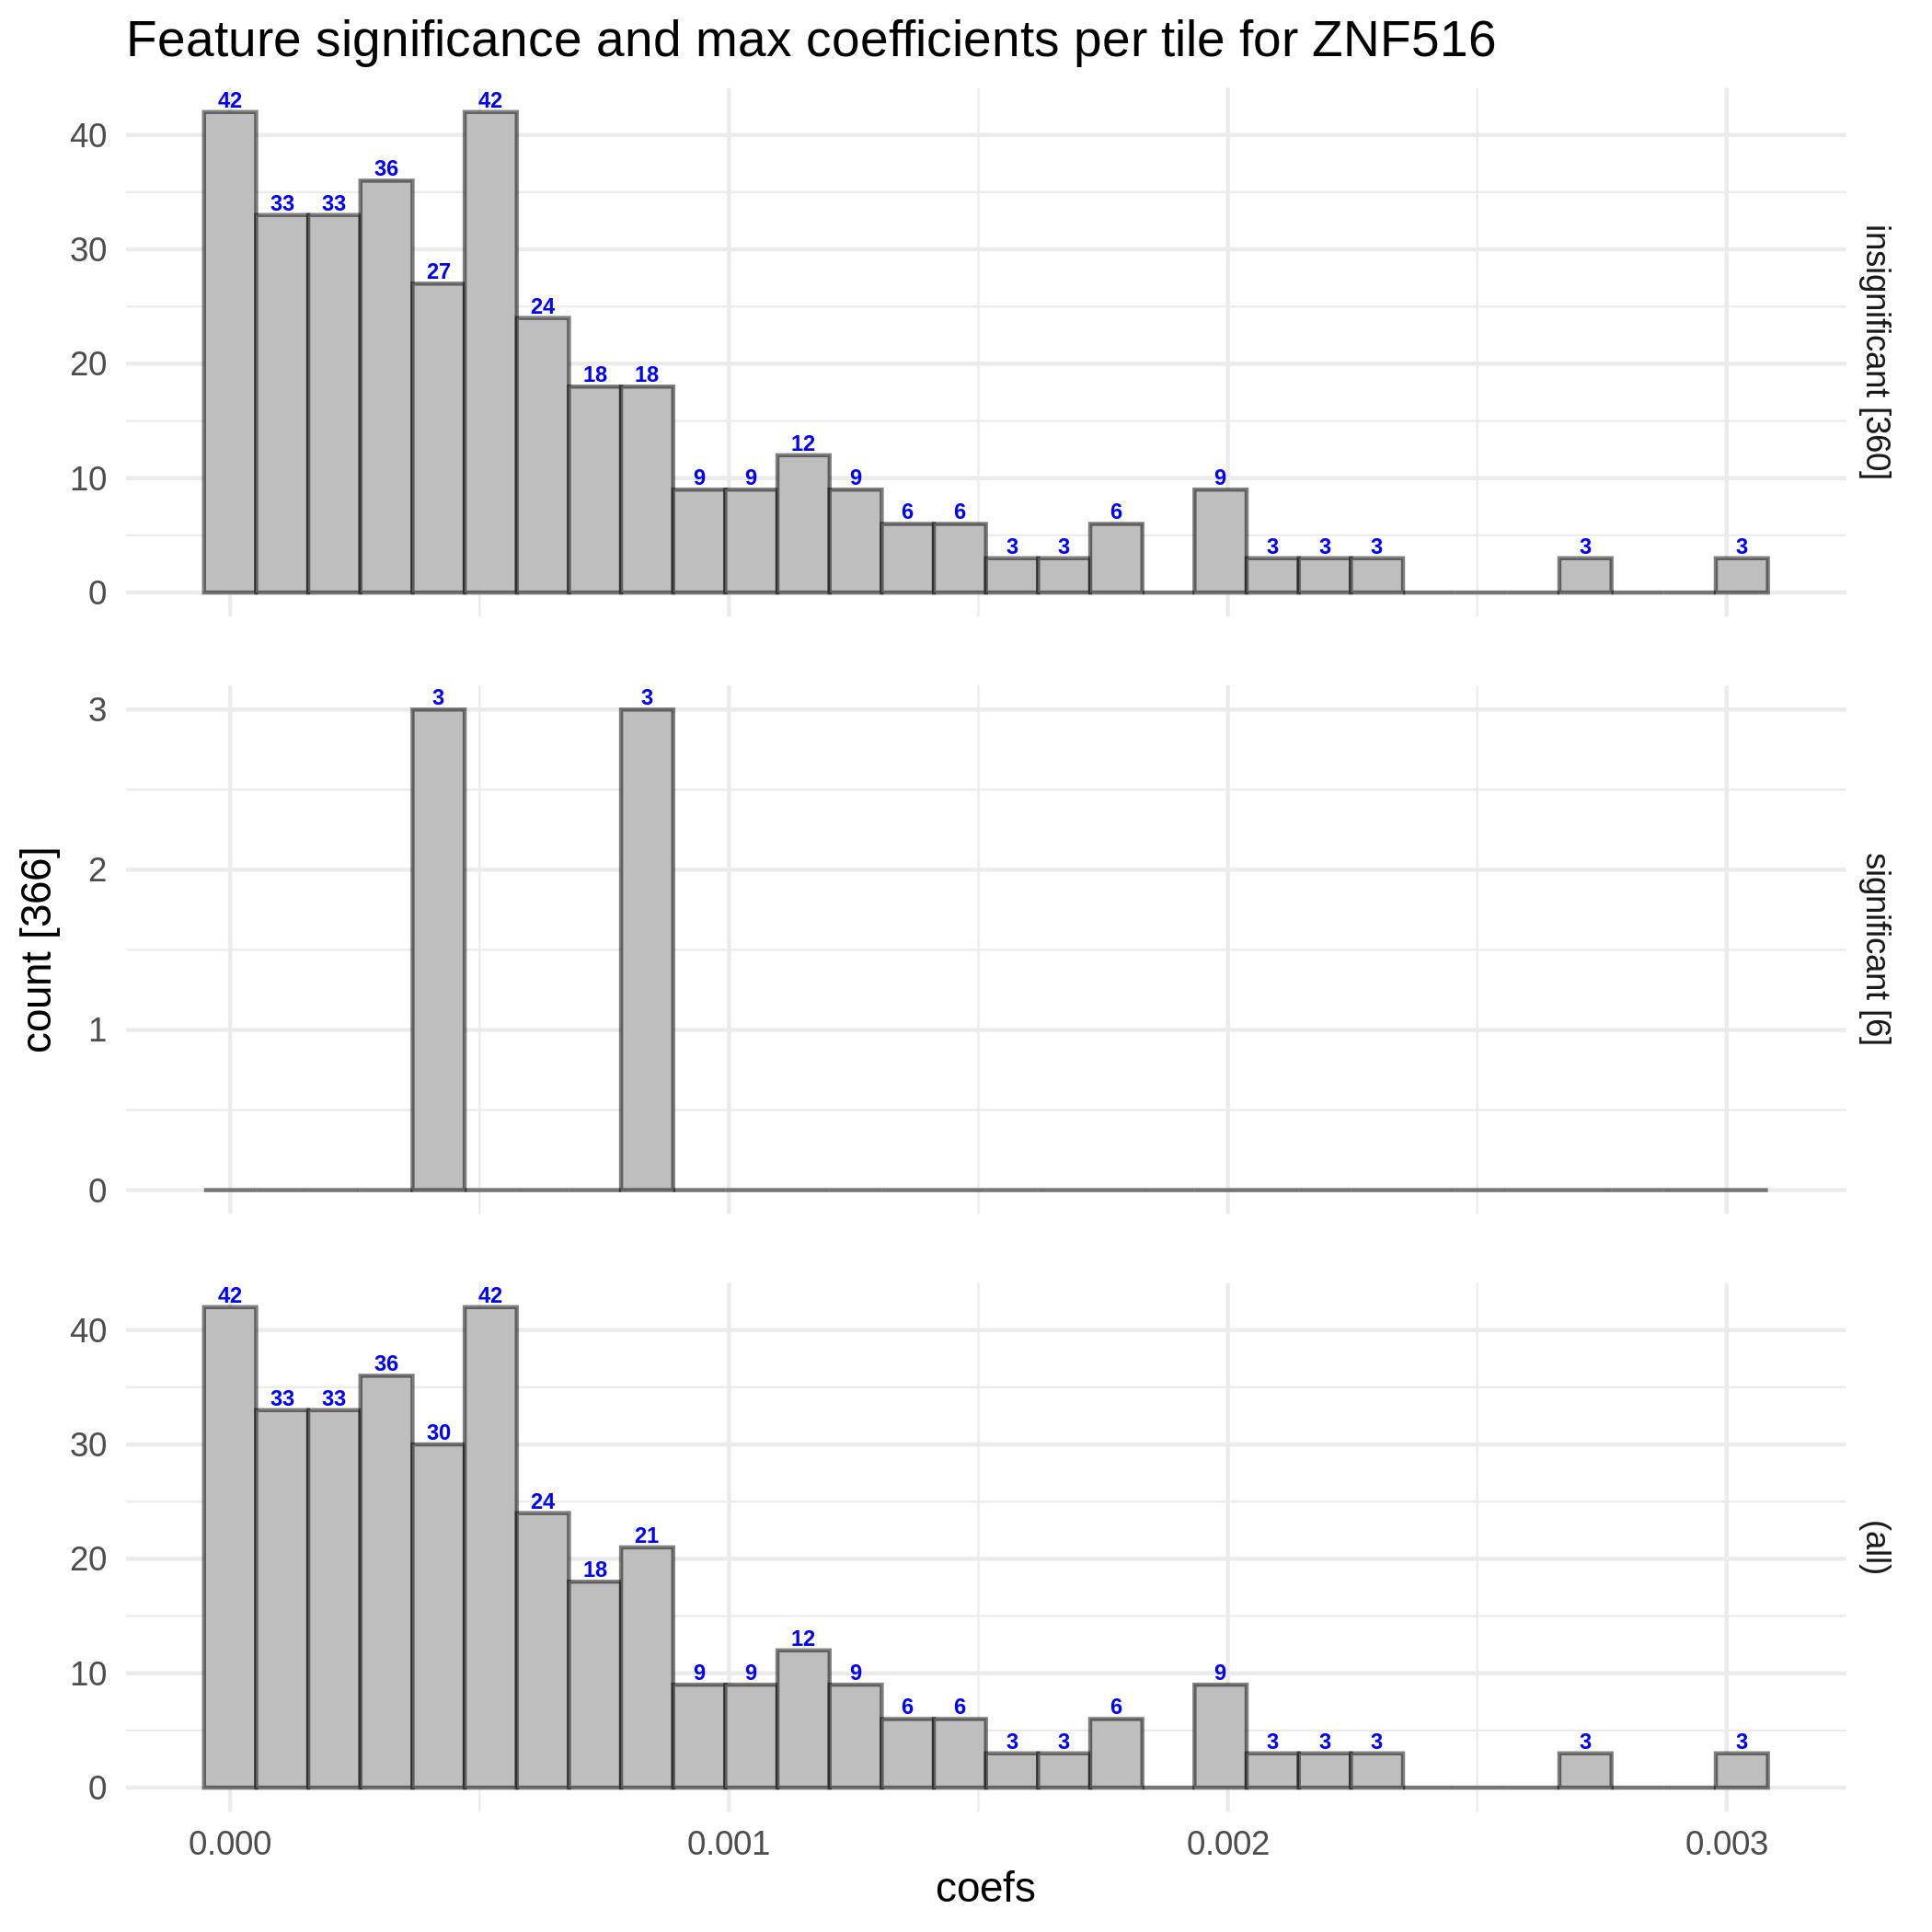 Feature significance and max coefficients per tile for ZNF516
42 33 33 36 27 42 24 18 18 9 9 12 9 6 6 3 3 6 9 3 3 3 3 3
40
30
20
10
0
insignificant [360]
3 3
3
2
1
0
significant [6]
count [366]
42 33 33 36 30 42 24 18 21 9 9 12 9 6 6 3 3 6 9 3 3 3 3 3
40
30
20
10
0
(all)
0.000 0.001 0.002 0.003
coefs